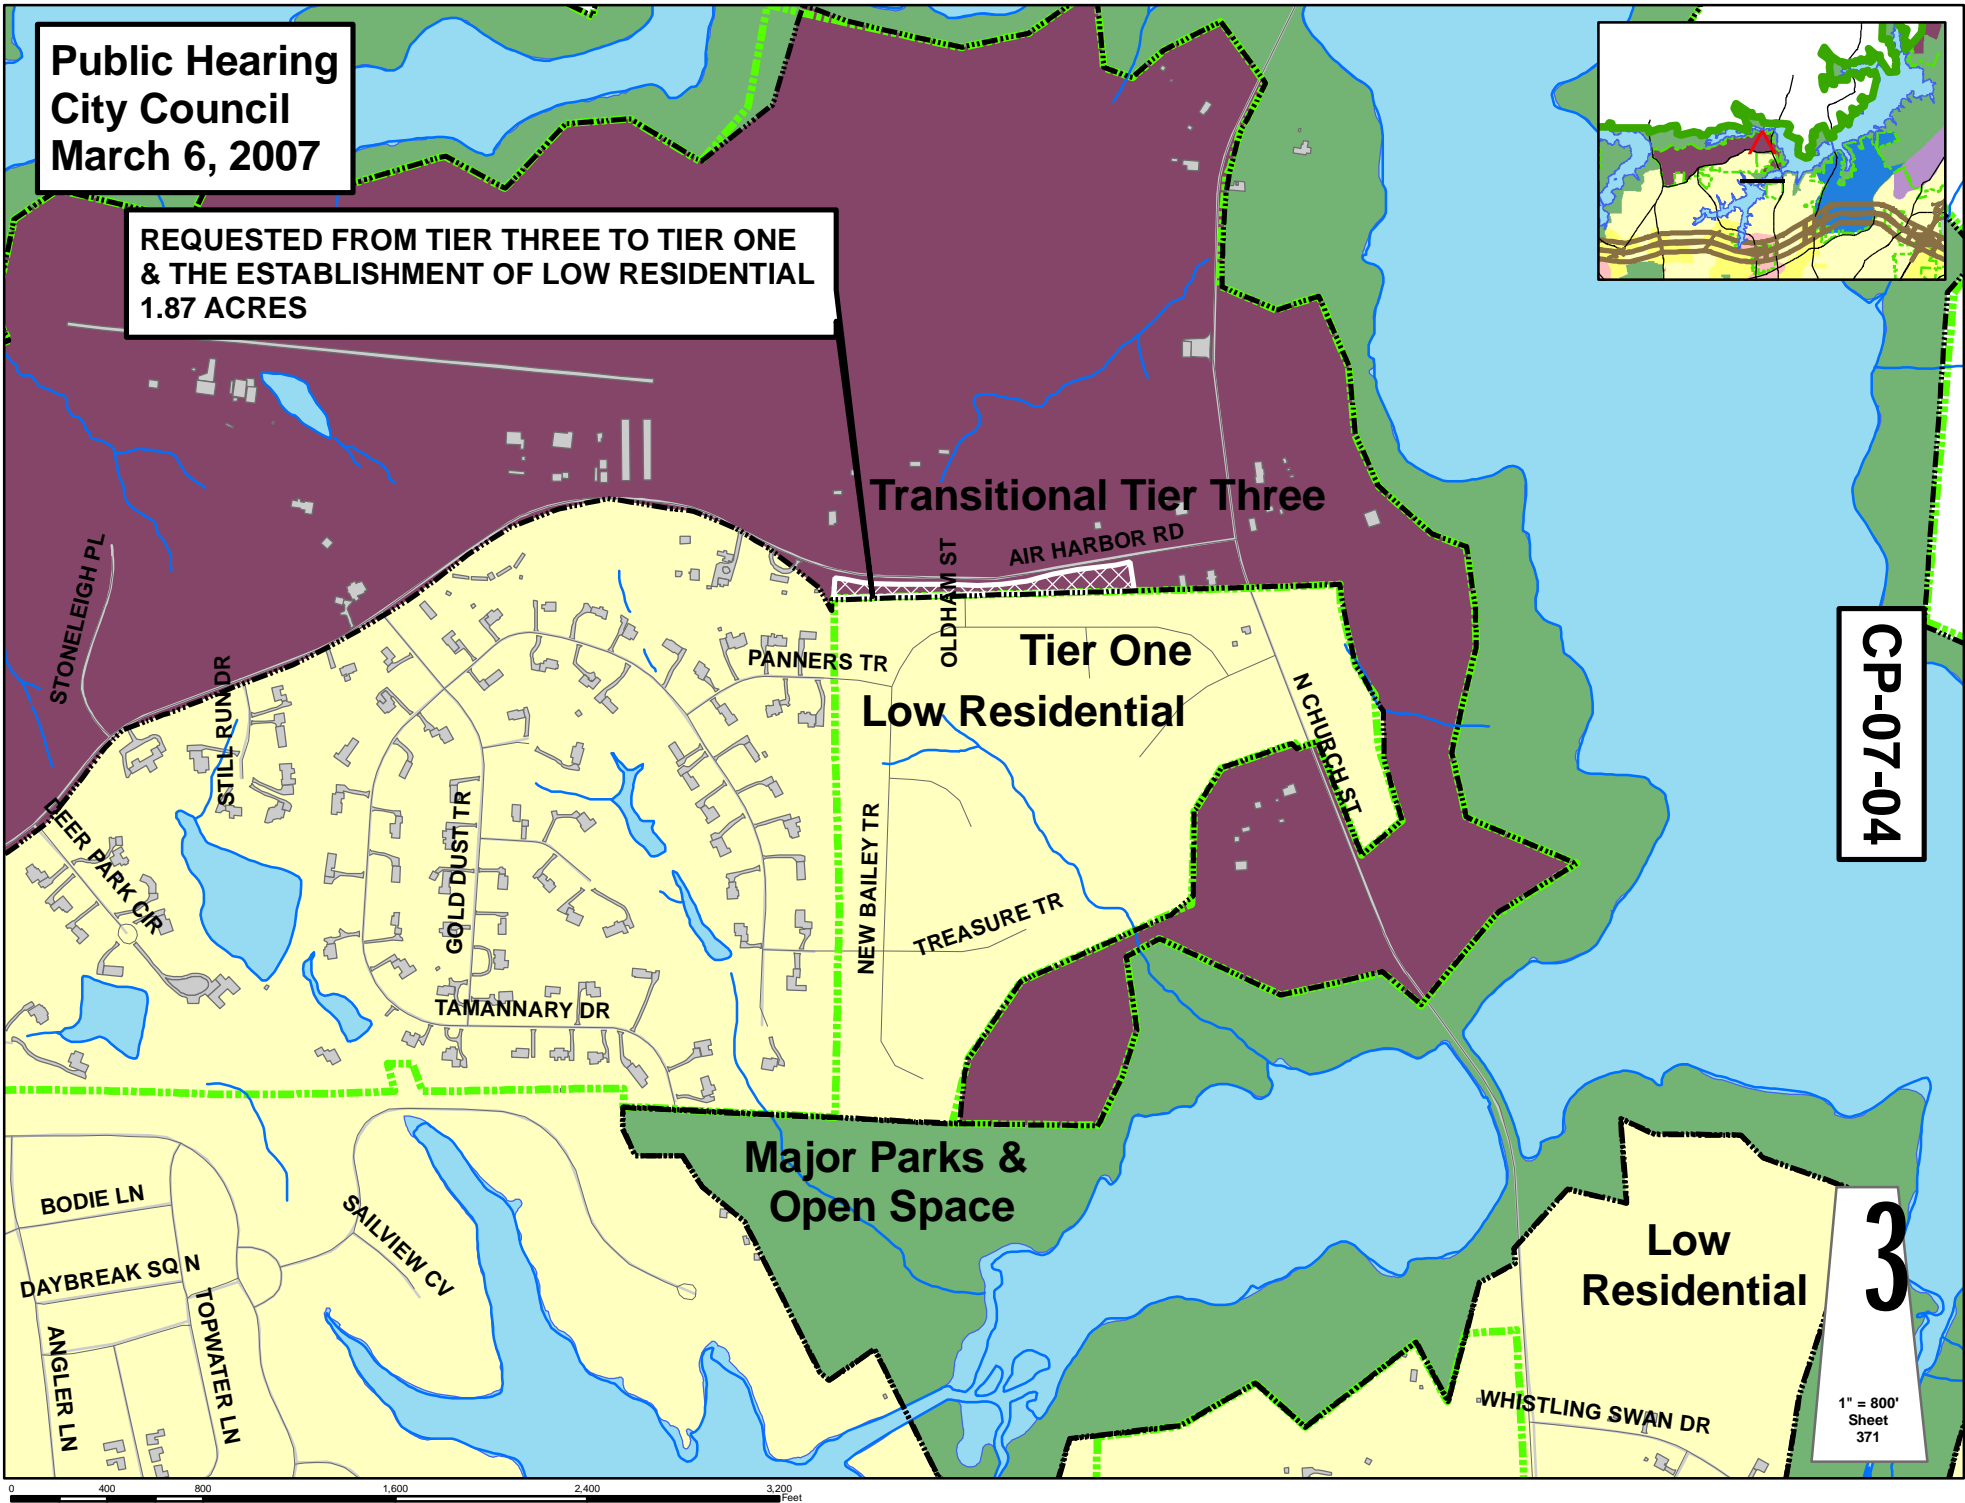 Public Hearing
City Council
March 6, 2007
REQUESTED FROM TIER THREE TO TIER ONE
& THE ESTABLISHMENT OF LOW RESIDENTIAL
1.87 ACRES
Transitional Tier Three
AIR HARBOR RD
OLDHAM ST
STONELEIGH PL
STILL RUN DR
PANNERS TR
Tier One
Low Residential
N CHURCH ST
CP-07-04
DEER PARK CIR
GOLD DUST TR
NEW BAILEY TR
TREASURE TR
TAMANNARY DR
Major Parks &
Open Space
BODIE LN
SAILVIEW CV
DAYBREAK SQ N
TOPWATER LN
ANGLER LN
Low
Residential
3
WHISTLING SWAN DR
1" = 800'
Sheet
371
0 400 800 1,600 2,400 3,200
Feet